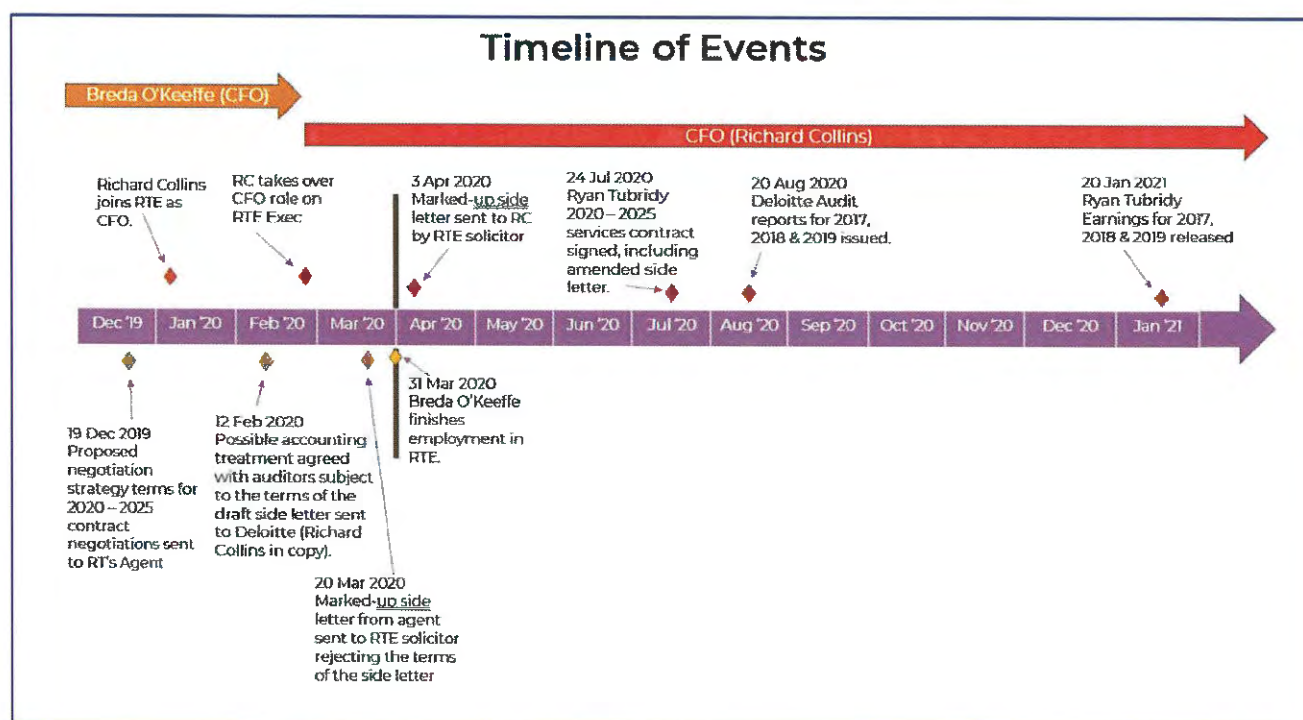 Timeline of Events
Breda O'Keeffe (CFO)
CFO (Richard Collins)
Richard Collins
joins RTE as
CFO.
RC takes over
CFO role on
RTE Exec
3 Apr 2020
Marked-up side
letter sent to RC
by RTE solicitor
24 Jul 2020
Ryan Tubridy
2020 – 2025
services contract
signed, including
amended side
letter.
20 Aug 2020
Deloitte Audit
reports for 2017,
2018 & 2019 issued.
20 Jan 2021
Ryan Tubridy
Earnings for 2017,
2018 & 2019 released
Dec '19
Jan '20
Feb '20
Mar '20
Apr '20
May '20
Jun '20
Jul '20
Aug '20
Sep '20
Oct '20
Nov '20
Dec '20
Jan '21
19 Dec 2019
Proposed
negotiation
strategy terms for
2020 – 2025
contract
negotiations sent
to RT's Agent
12 Feb 2020
Possible accounting
treatment agreed
with auditors subject
to the terms of the
draft side letter sent
to Deloitte (Richard
Collins in copy).
20 Mar 2020
Marked-up side
letter from agent
sent to RTE solicitor
rejecting the terms
of the side letter
31 Mar 2020
Breda O'Keeffe
finishes
employment in
RTE.